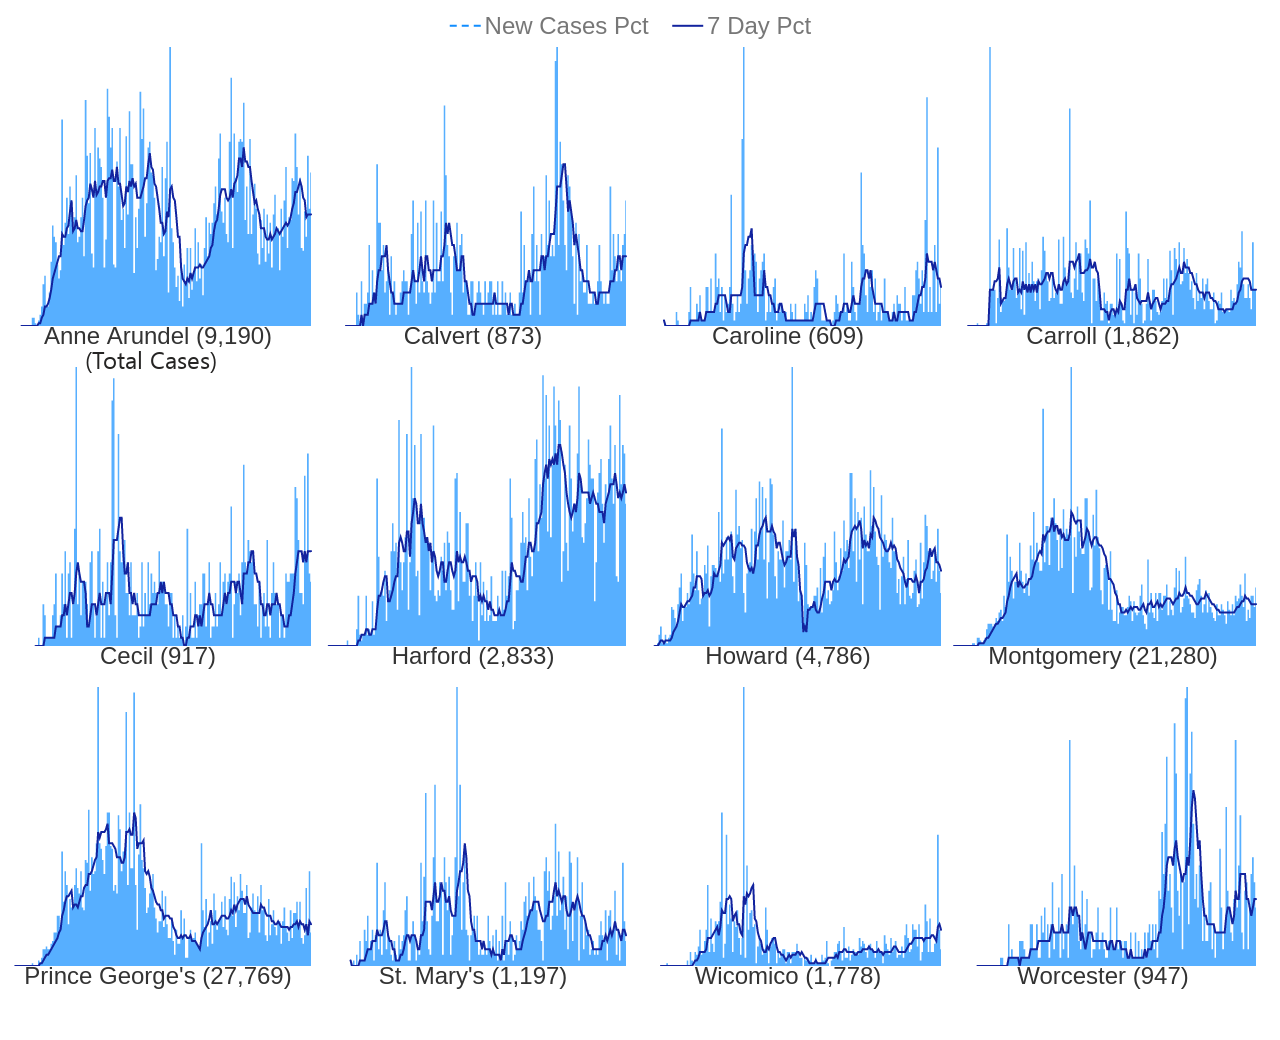 New Cases Pct 7 Day Pct
Anne Arundel (9,190) Calvert (873) Caroline (609) Carroll (1,862)
(Total Cases)
Cecil (917) Harford (2,833) Howard (4,786) Montgomery (21,280)
Prince George's (27,769) St. Mary's (1,197) Wicomico (1,778) Worcester (947)